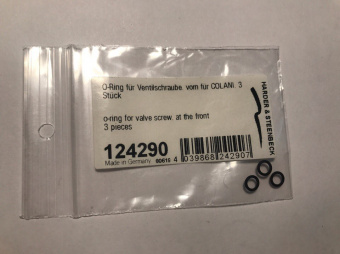 O-Ring für Ventilschraube. vorn für COLANI. 3
Stück
o-ring for valve screw. at the front
3 pieces
124290
Made in Germany 80615 4 039868 242907
HARDER & STEENBECK